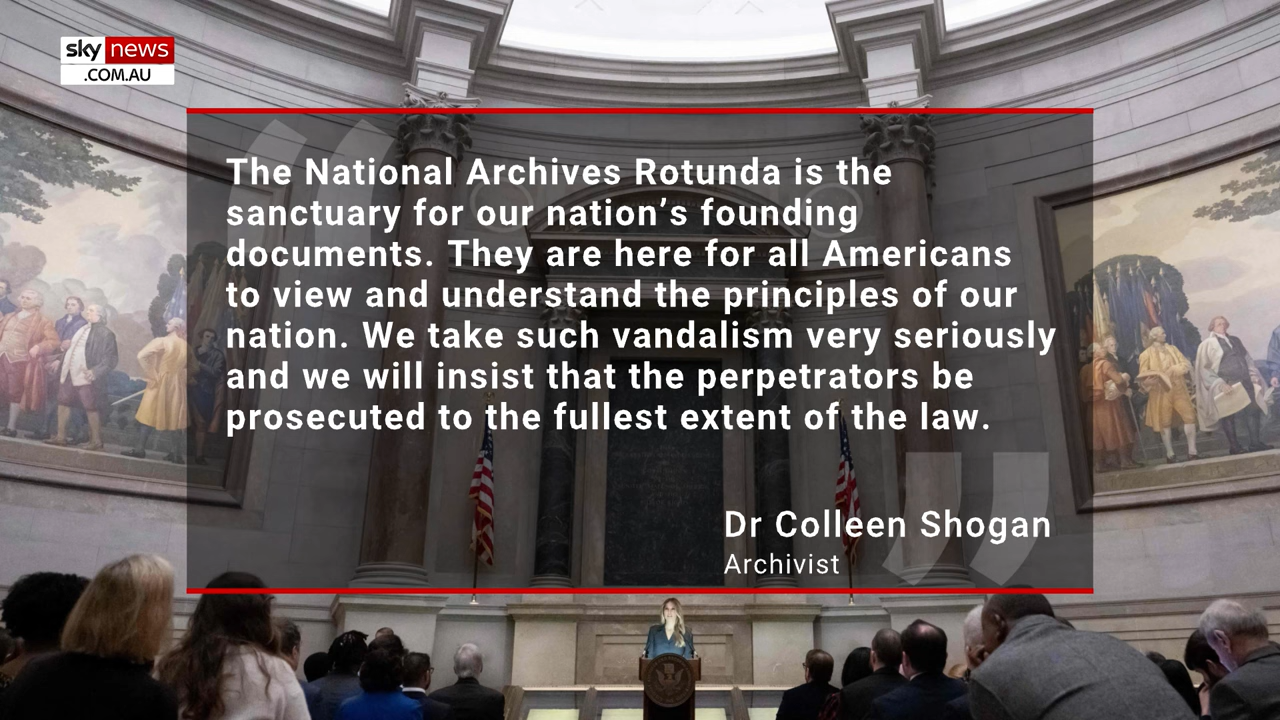 sky news
.COM.AU
The National Archives Rotunda is the
sanctuary for our nation’s founding
documents. They are here for all Americans
to view and understand the principles of our
nation. We take such vandalism very seriously
and we will insist that the perpetrators be
prosecuted to the fullest extent of the law.
Dr Colleen Shogan
Archivist